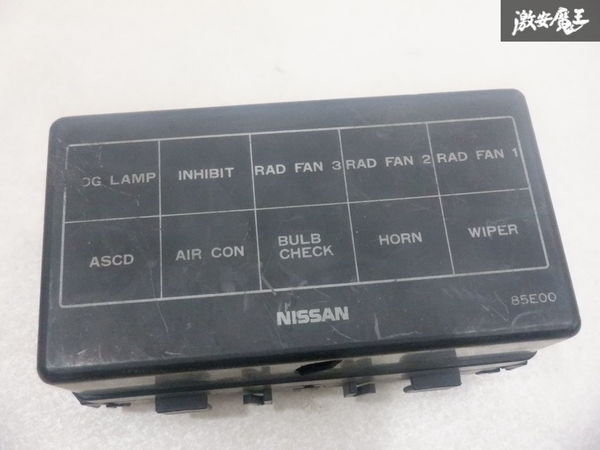 激安魔王
OG LAMP INHIBIT RAD FAN 3 RAD FAN 2 RAD FAN 1
ASCD AIR CON BULB CHECK HORN WIPER
85E00
NISSAN